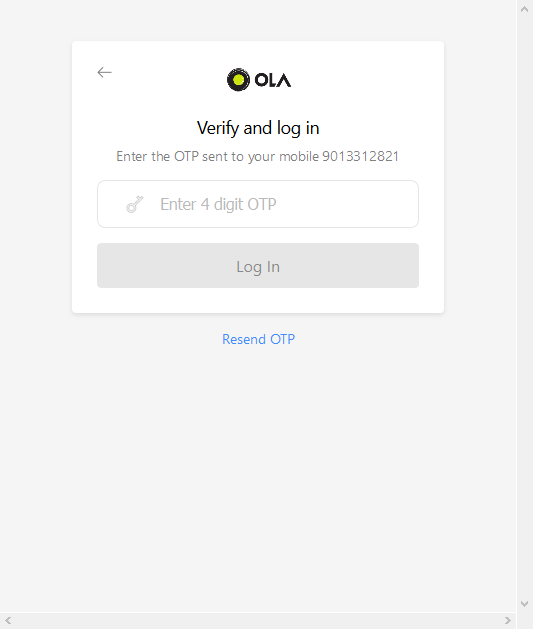 OLA
Verify and log in
Enter the OTP sent to your mobile 9013312821
Enter 4 digit OTP
Log In
Resend OTP